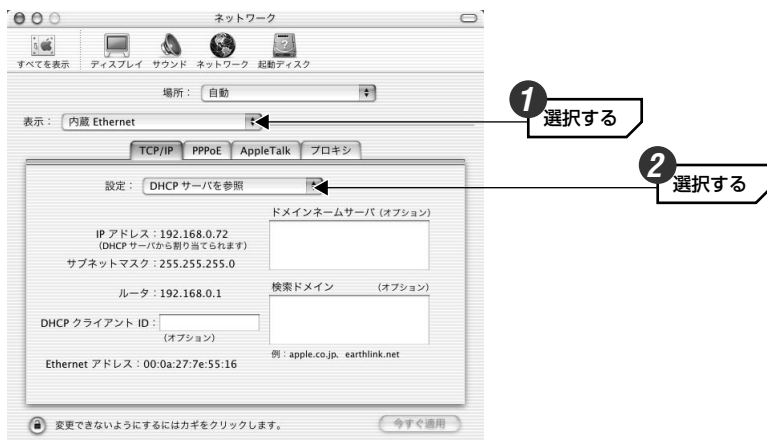 ネットワーク
すべてを表示 ディスプレイ サウンド ネットワーク 起動ディスク
場所： 自動
表示： 内蔵 Ethernet
TCP/IP PPPoE AppleTalk プロキシ
設定： DHCP サーバを参照
ドメインネームサーバ (オプション)
IP アドレス：192.168.0.72
(DHCP サーバから割り当てられます)
サブネットマスク：255.255.255.0
ルータ：192.168.0.1
検索ドメイン (オプション)
DHCP クライアント ID：
(オプション)
例：apple.co.jp、earthlink.net
Ethernet アドレス：00:0a:27:7e:55:16
変更できないようにするにはカギをクリックします。
今すぐ適用
1 選択する
2 選択する